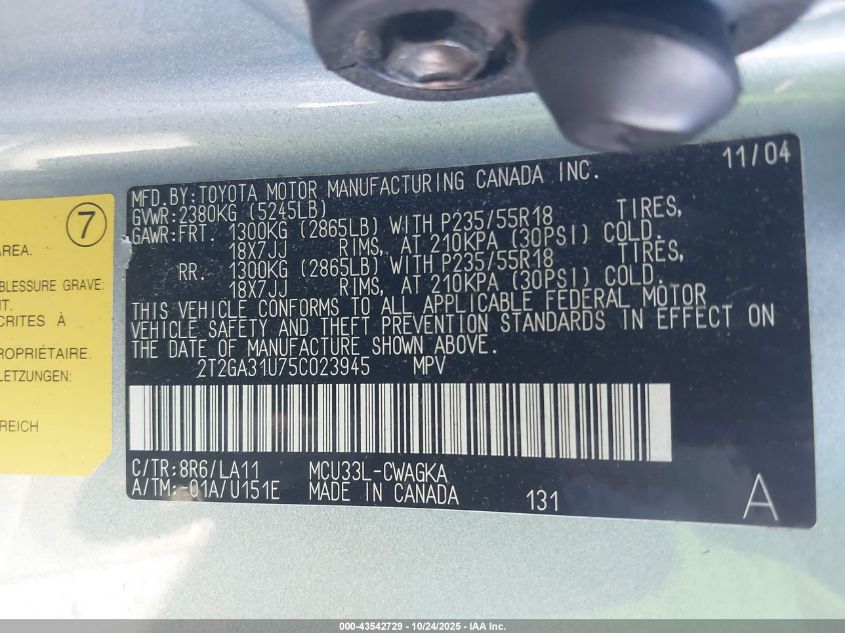 7
AREA.
BLESSURE GRAVE:
NT.
CRITES À
PROPRIÉTAIRE.
LETZUNGEN:
REICH
11/04
MFD. BY: TOYOTA MOTOR MANUFACTURING CANADA INC.
GVWR: 2380KG (5245LB)
GAWR: FRT. 1300KG (2865LB) WITH P235/55R18 TIRES,
18X7JJ RIMS, AT 210KPA (30PSI) COLD.
RR. 1300KG (2865LB) WITH P235/55R18 TIRES,
18X7JJ RIMS, AT 210KPA (30PSI) COLD.
THIS VEHICLE CONFORMS TO ALL APPLICABLE FEDERAL MOTOR
VEHICLE SAFETY AND THEFT PREVENTION STANDARDS IN EFFECT ON
THE DATE OF MANUFACTURE SHOWN ABOVE.
2T2GA31U75C023945 MPV
C/TR: 8R6/LA11 MCU33L-CWAGKA
A/TM: -01A/U151E MADE IN CANADA 131 A
000-43542729 - 10/24/2025 - IAA Inc.